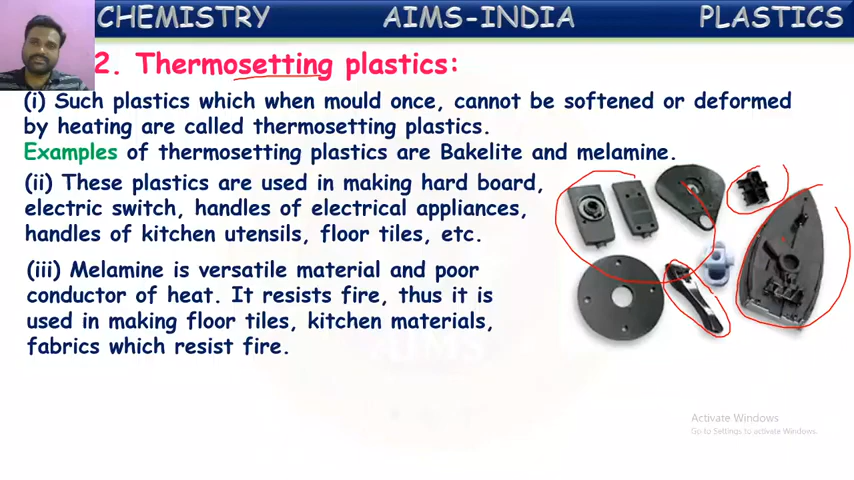 CHEMISTRY AIMS-INDIA PLASTICS
2. Thermosetting plastics:
(i) Such plastics which when mould once, cannot be softened or deformed
by heating are called thermosetting plastics.
Examples of thermosetting plastics are Bakelite and melamine.
(ii) These plastics are used in making hard board,
electric switch, handles of electrical appliances,
handles of kitchen utensils, floor tiles, etc.
(iii) Melamine is versatile material and poor
conductor of heat. It resists fire, thus it is
used in making floor tiles, kitchen materials,
fabrics which resist fire.
AIMS
Activate Windows
Go to Settings to activate Windows.